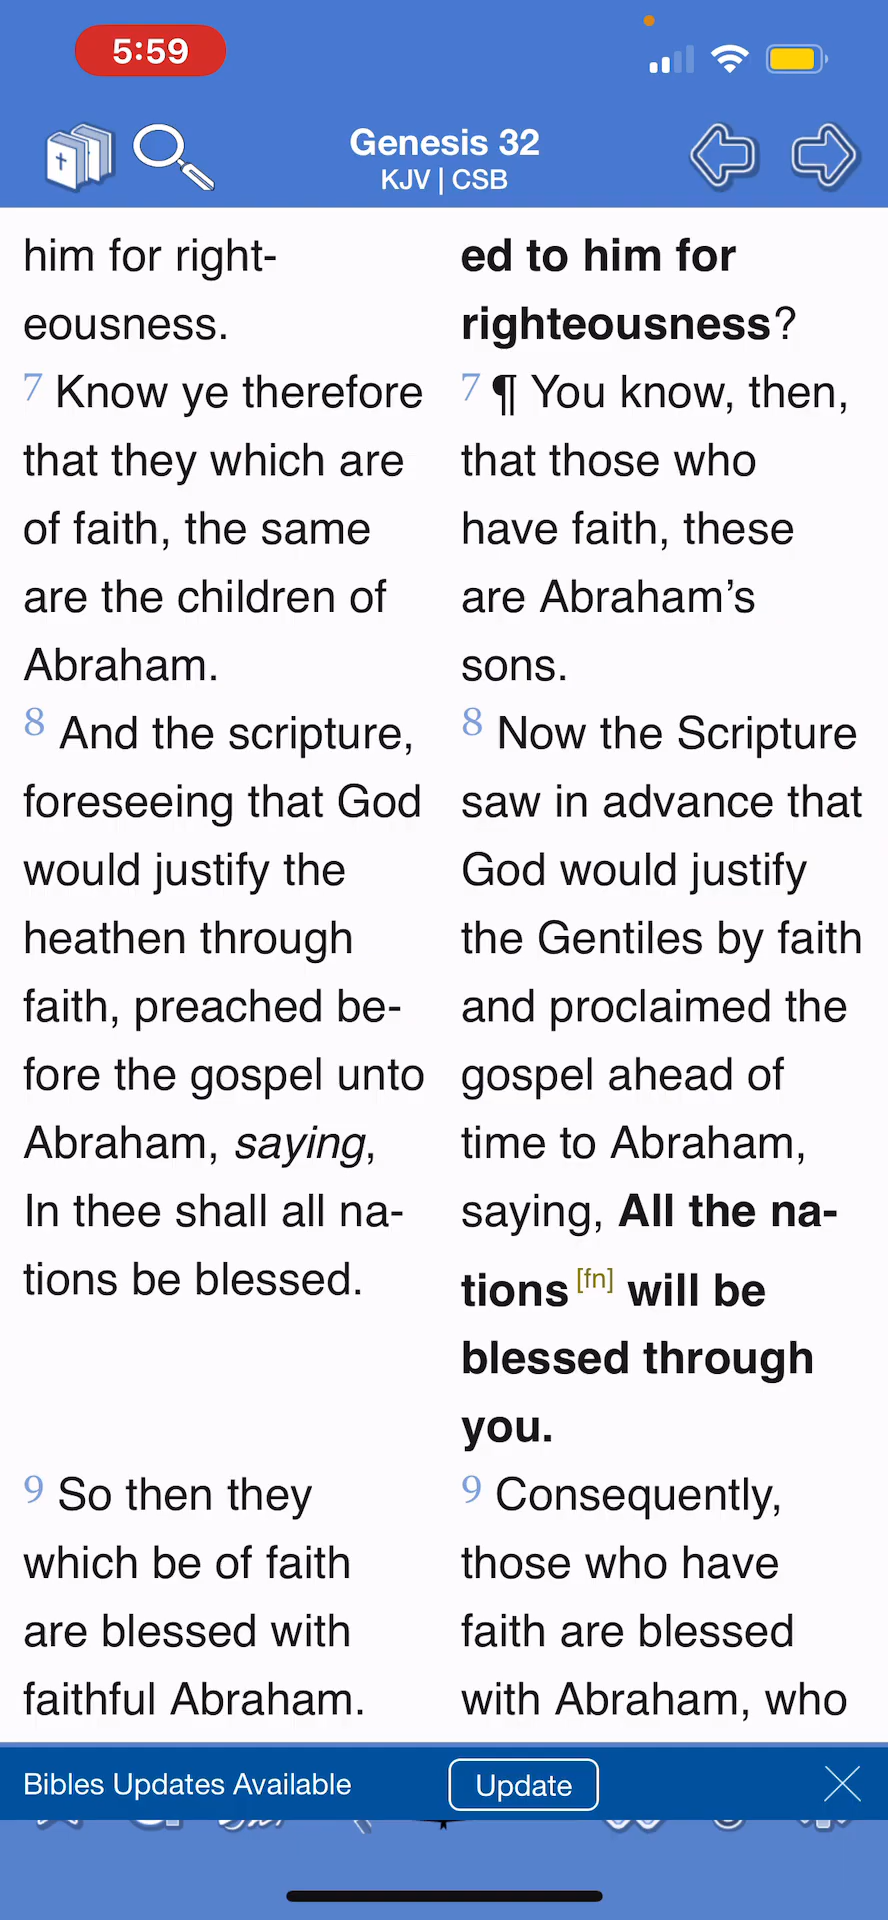 5:59
Genesis 32
KJV | CSB
him for right-
eousness.
7 Know ye therefore
that they which are
of faith, the same
are the children of
Abraham.
8 And the scripture,
foreseeing that God
would justify the
heathen through
faith, preached be-
fore the gospel unto
Abraham, saying,
In thee shall all na-
tions be blessed.
9 So then they
which be of faith
are blessed with
faithful Abraham.
ed to him for
righteousness?
7 ¶ You know, then,
that those who
have faith, these
are Abraham’s
sons.
8 Now the Scripture
saw in advance that
God would justify
the Gentiles by faith
and proclaimed the
gospel ahead of
time to Abraham,
saying, All the na-
tions [fn] will be
blessed through
you.
9 Consequently,
those who have
faith are blessed
with Abraham, who
Bibles Updates Available
Update